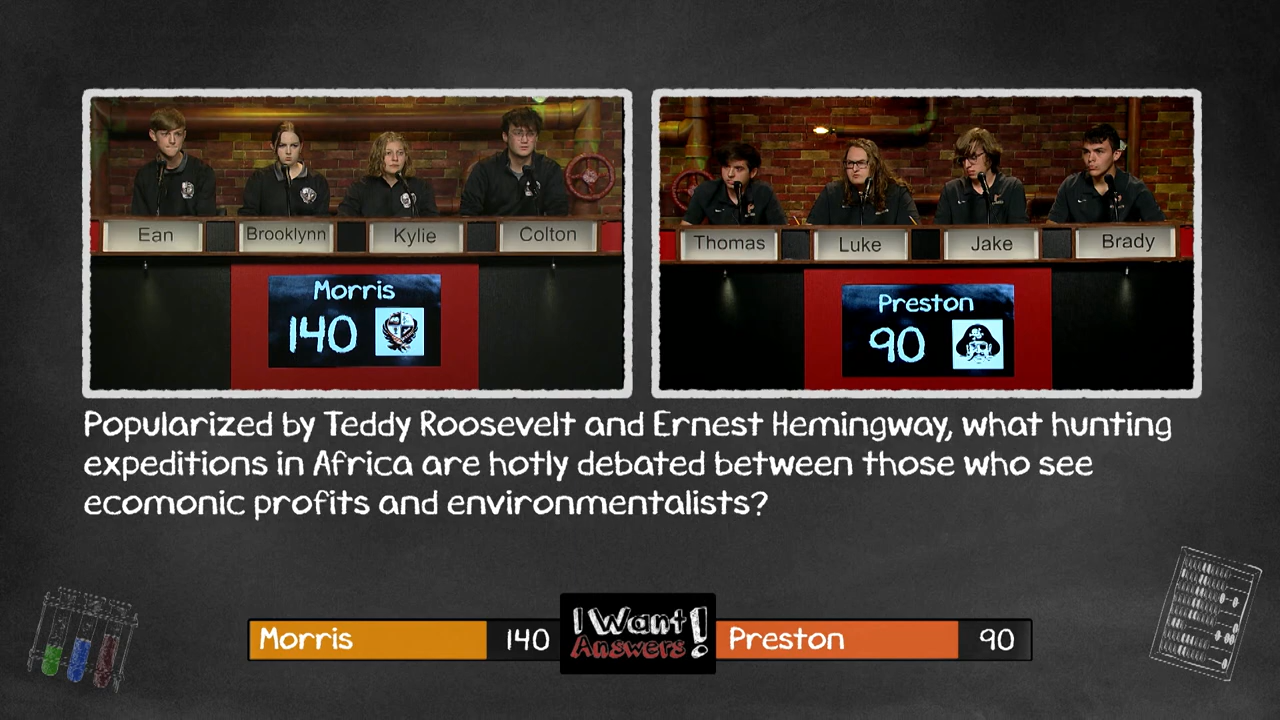 Ean
Brooklynn
Kylie
Colton
Morris
140
Thomas
Luke
Jake
Brady
Preston
90
Popularized by Teddy Roosevelt and Ernest Hemingway, what hunting
expeditions in Africa are hotly debated between those who see
ecomonic profits and environmentalists?
Morris 140
I Want
Answers!
Preston 90